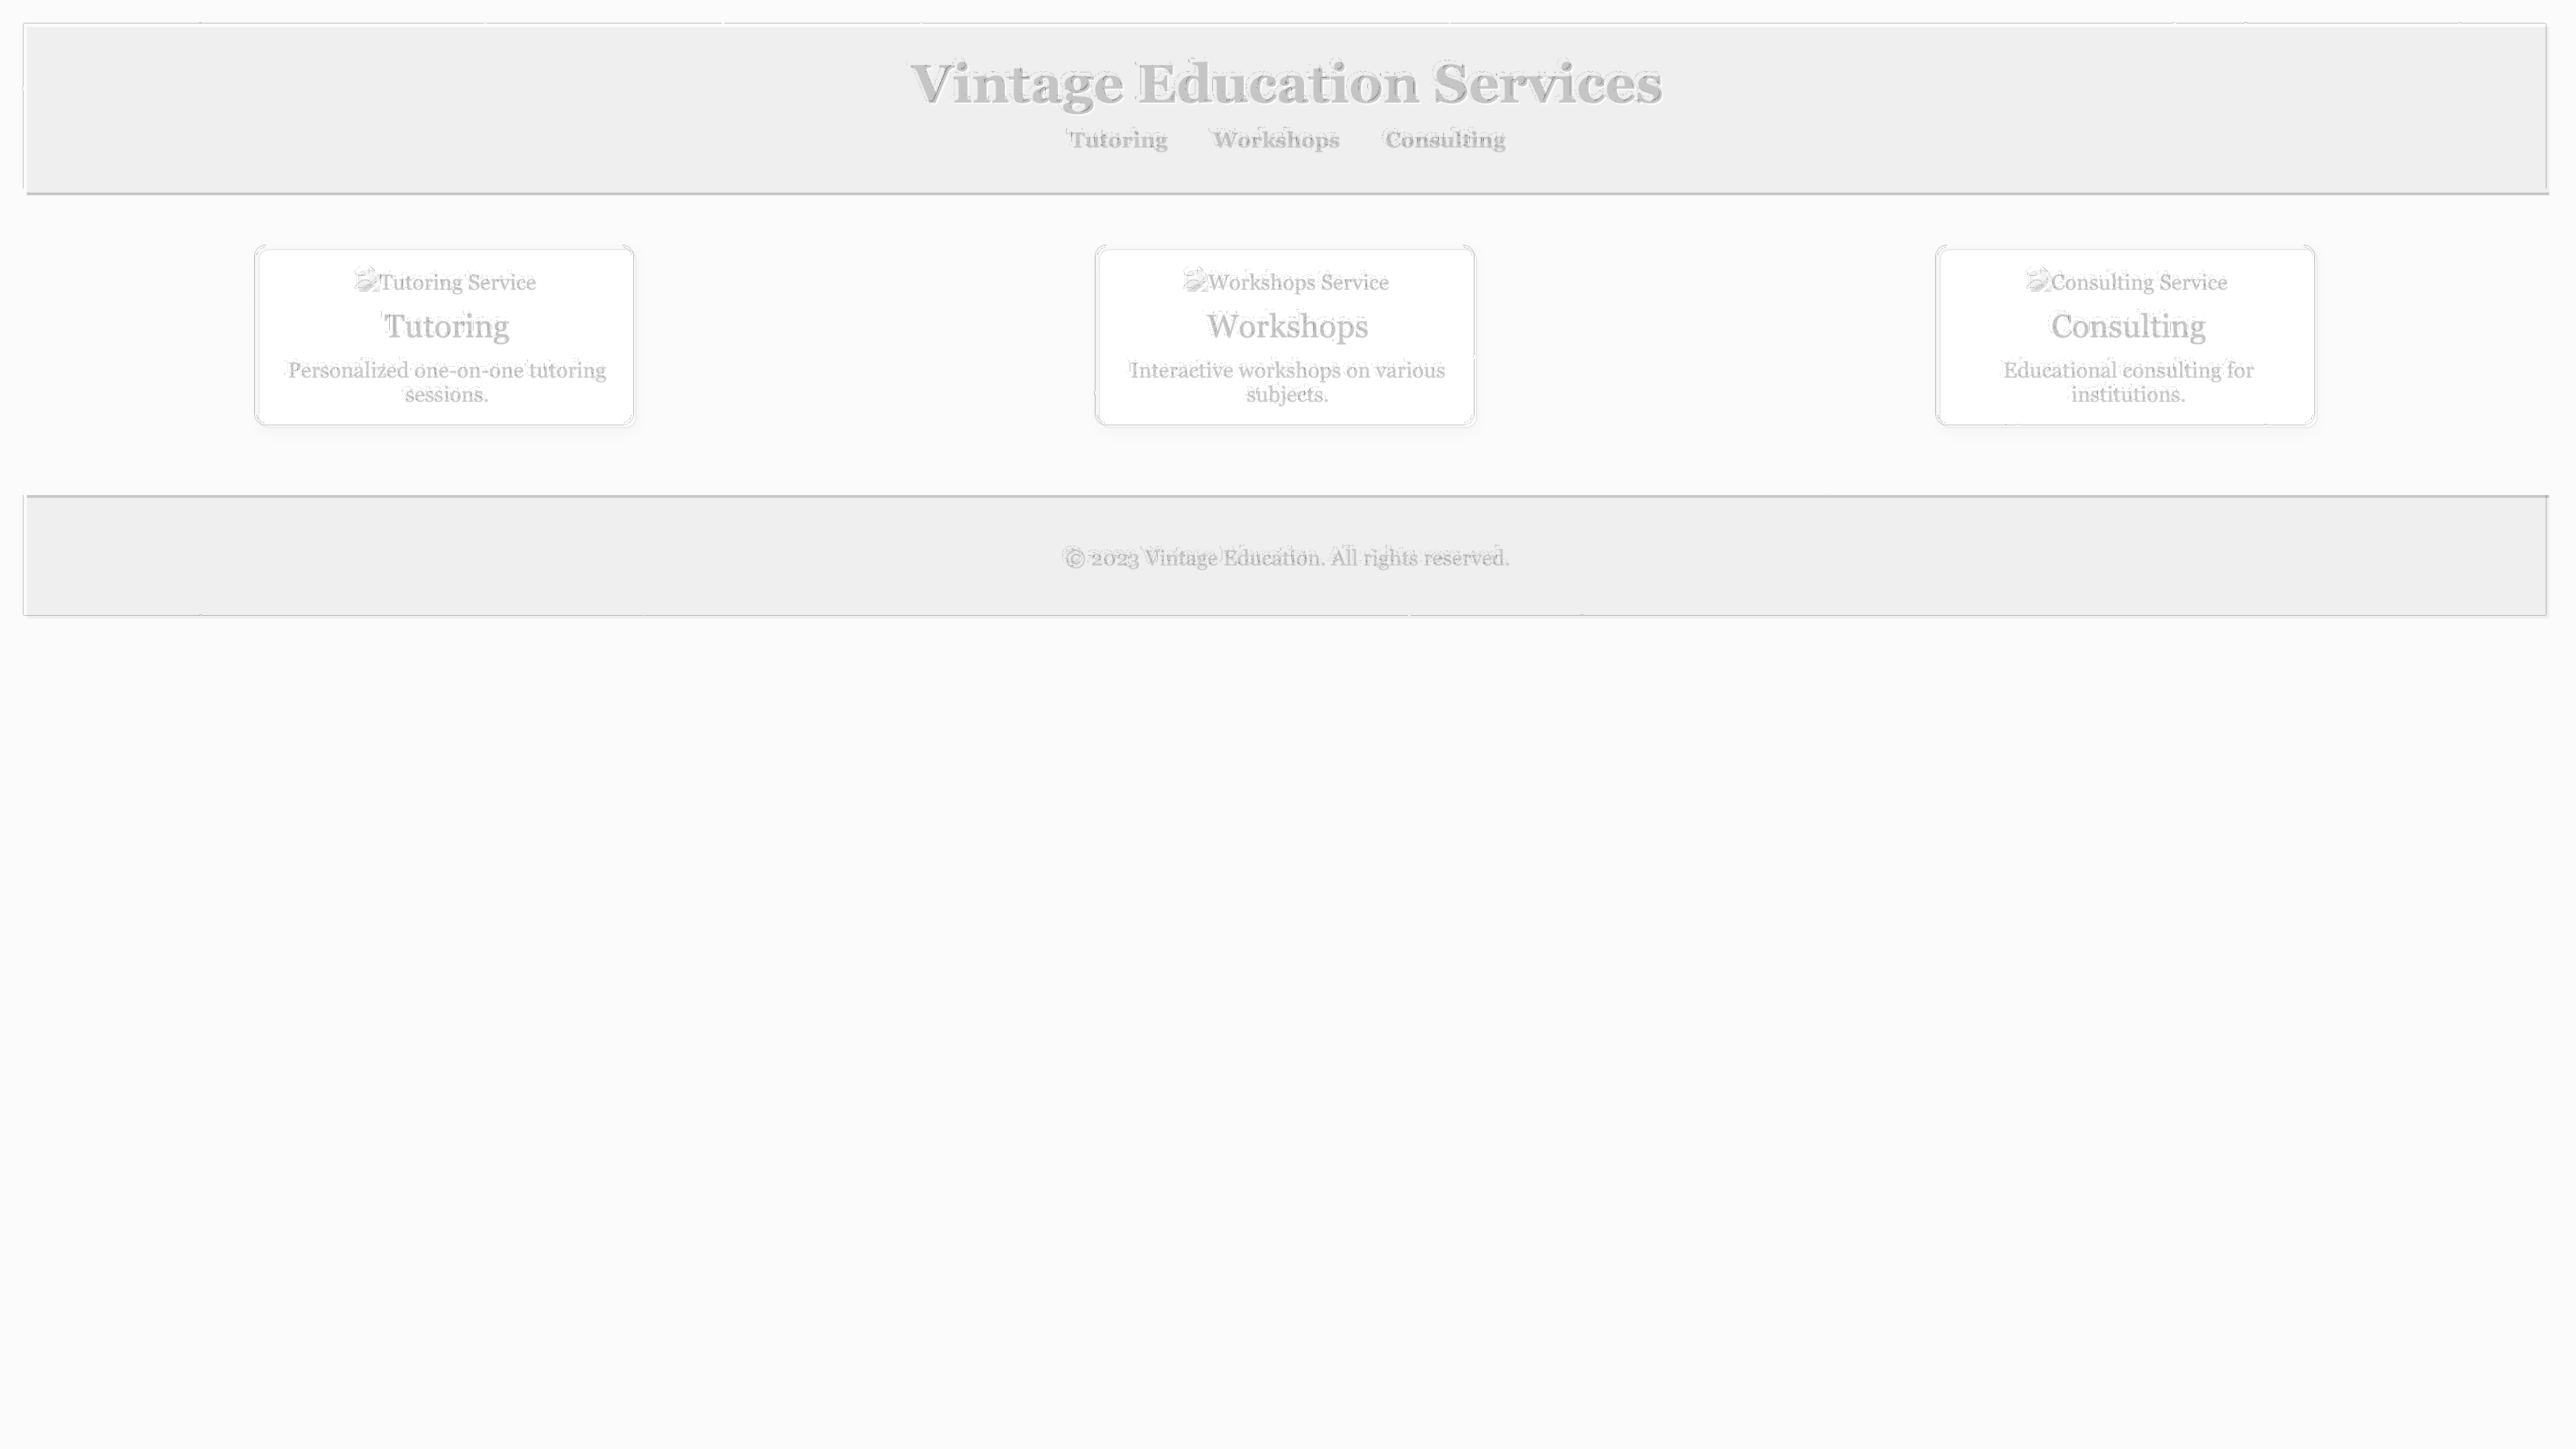 Vintage Education Services
Tutoring Workshops Consulting
Tutoring Service
Tutoring
Personalized one-on-one tutoring
sessions.
Workshops Service
Workshops
Interactive workshops on various
subjects.
Consulting Service
Consulting
Educational consulting for
institutions.
© 2023 Vintage Education. All rights reserved.